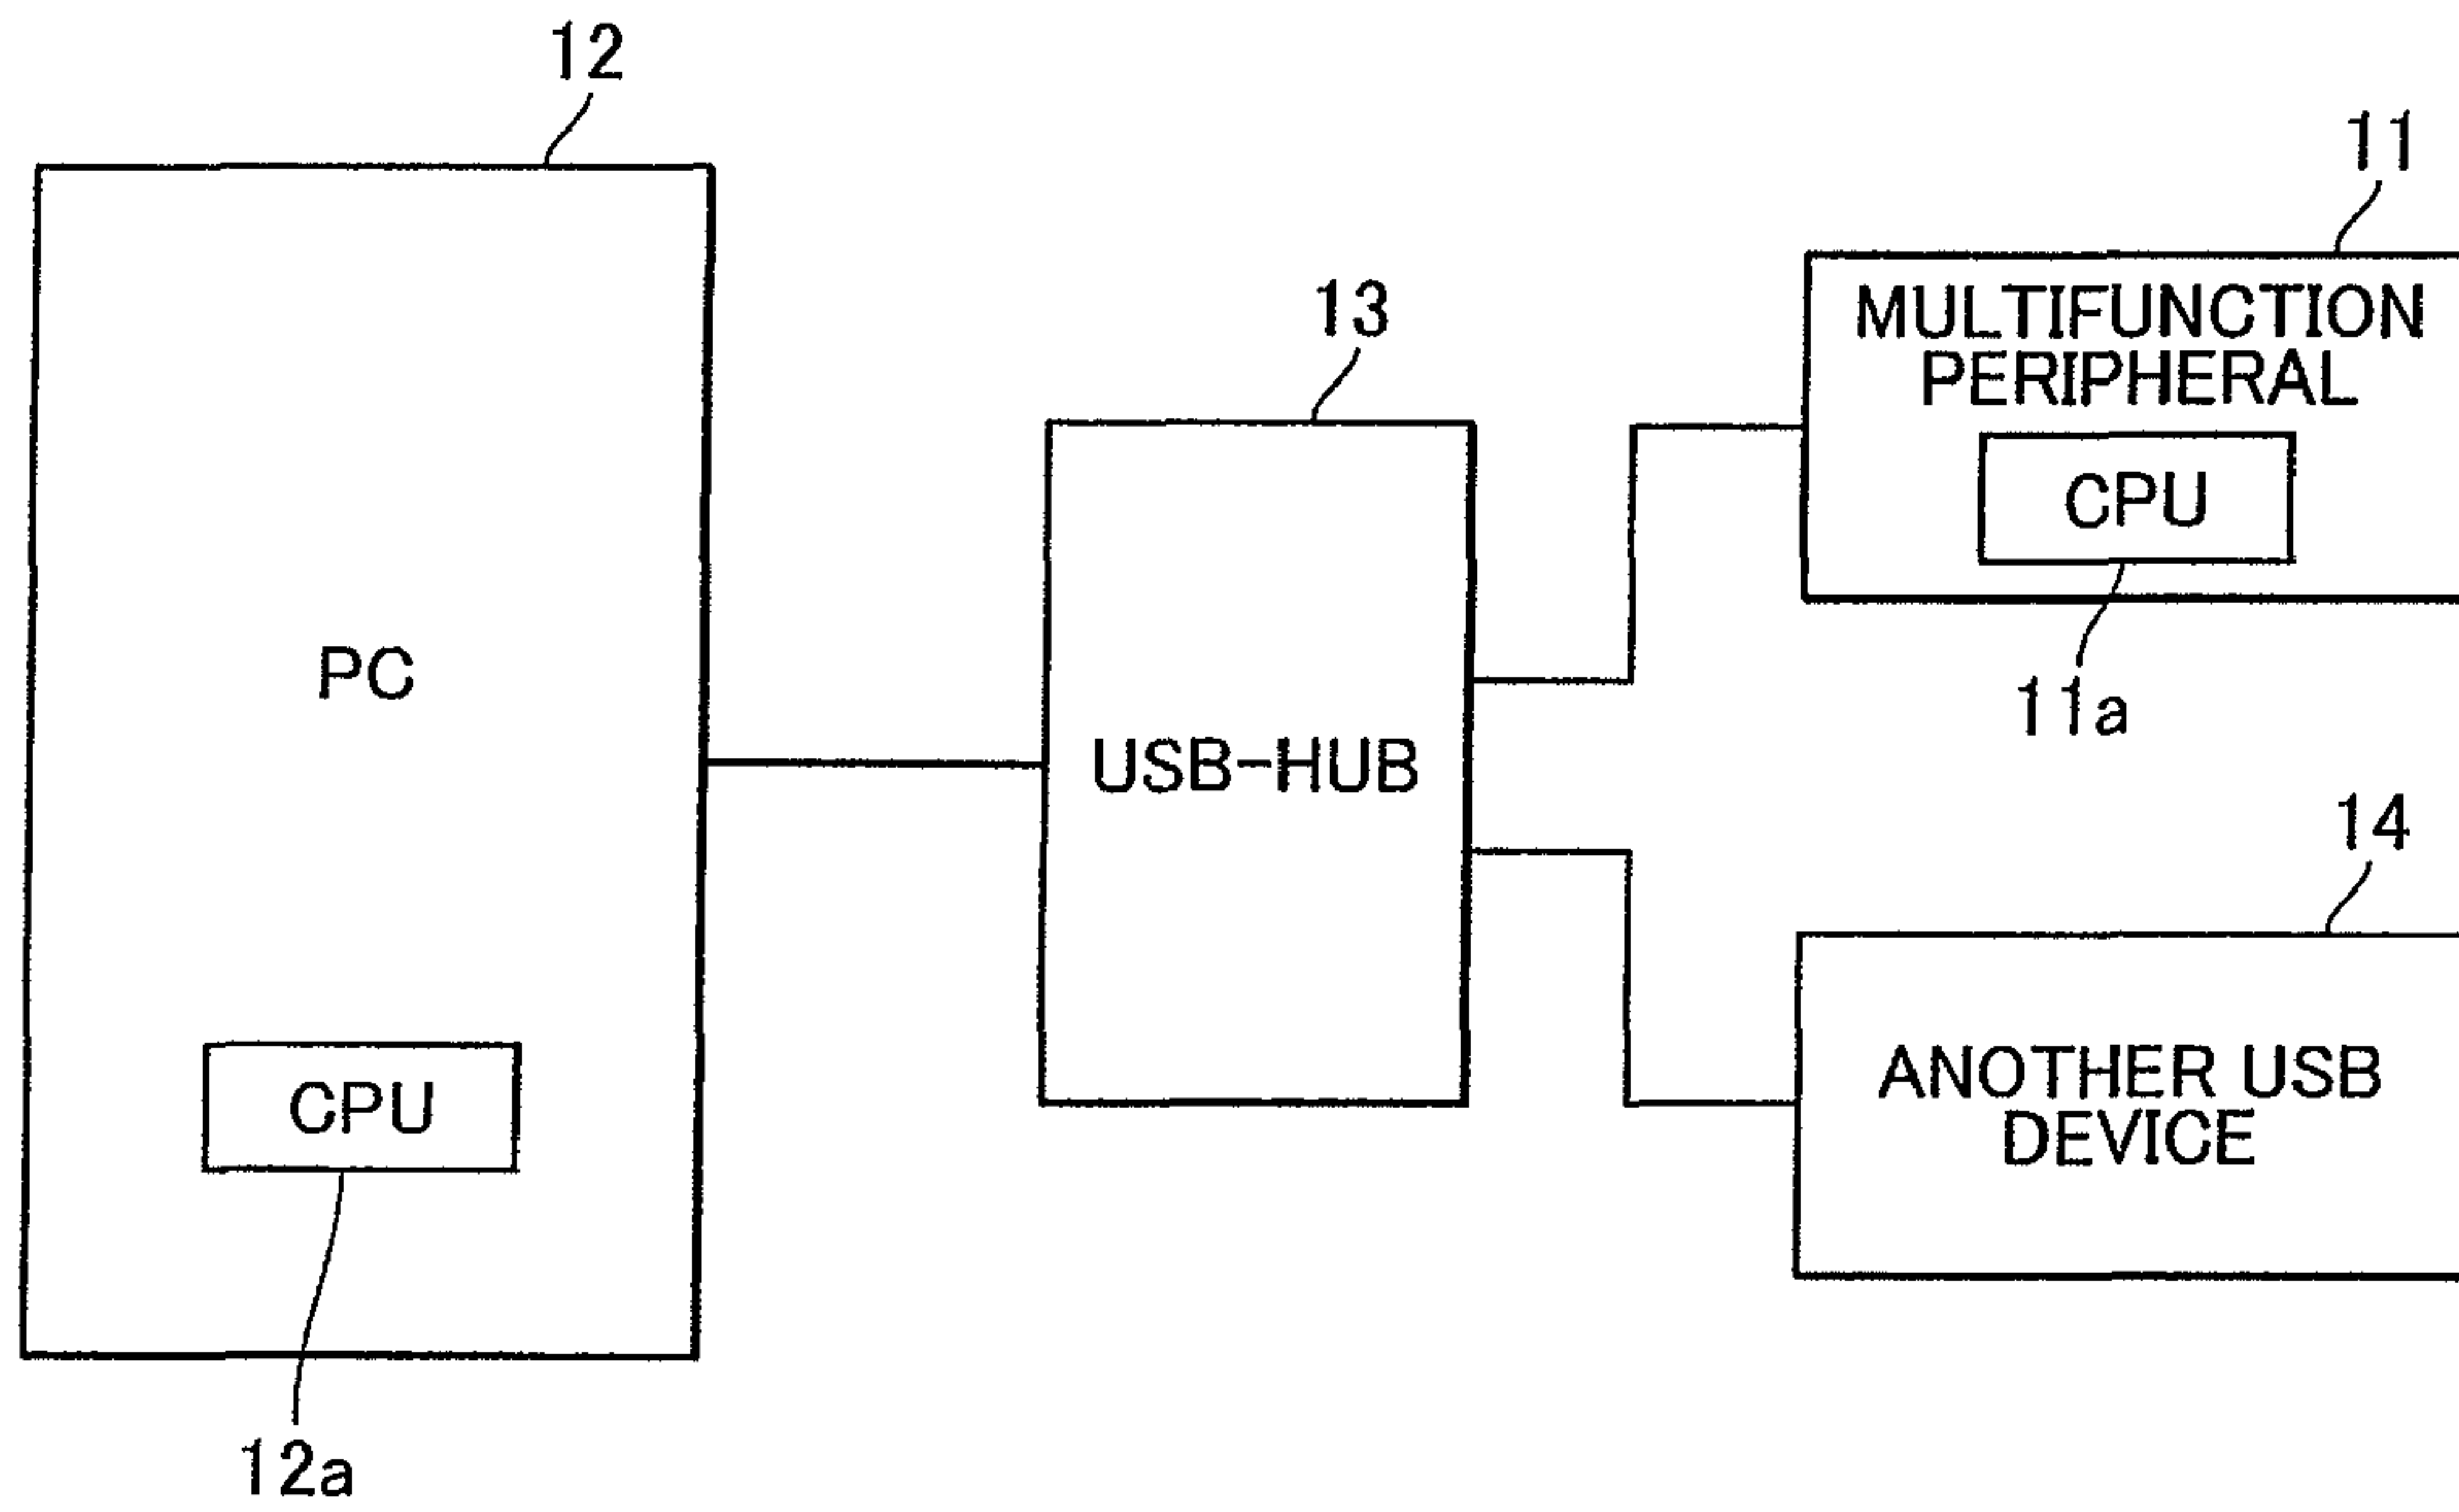 12
11
13
MULTIFUNCTION
PERIPHERAL
CPU
PC
11a
USB-HUB
14
ANOTHER USB
DEVICE
CPU
12a